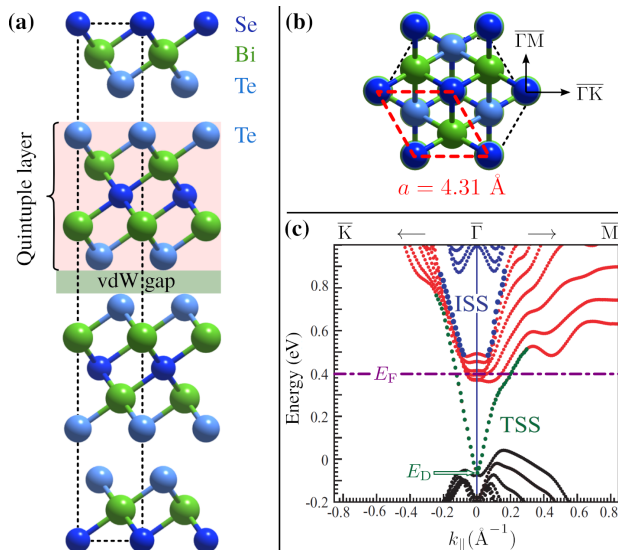 (a)
Se
Bi
Te
Te
Quintuple layer
vdW gap
(b)
ΓM
ΓK
a = 4.31 Å
(c)
K
←
Γ
→
M
0.8
0.6
0.4
0.2
0
-0.2
Energy (eV)
ISS
E_F
TSS
E_D
-0.8 -0.6 -0.4 -0.2 0 0.2 0.4 0.6 0.8
k∥(Å⁻¹)